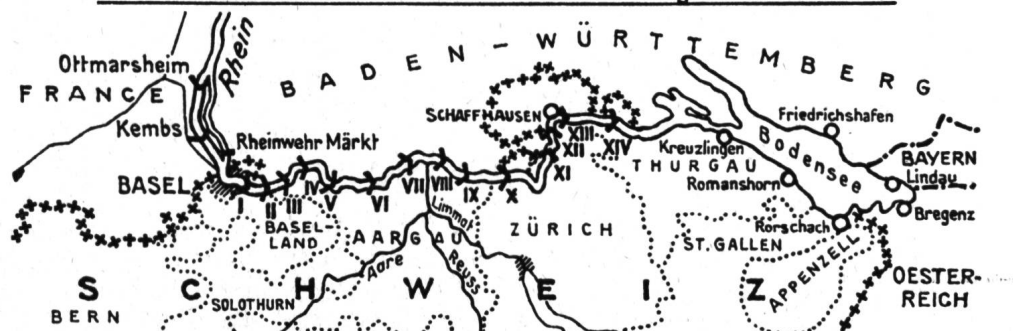 BADEN-WÜRTTEMBERG
Rhein
Ottmarsheim
FRANCE
Kembs
Rheinwehr Märkt
BASEL
SCHAFFHAUSEN
Friedrichshafen
Bodensee
Kreuzlingen
THURGAU
Romanshorn
Rorschach
BAYERN
Lindau
Bregenz
I
II
III
IV
V
VI
VII
VIII
IX
X
XI
XII
XIII
XIV
BASEL-
LAND
AARGAU
Limmat
ZÜRICH
ST. GALLEN
APPENZELL
OESTER-
REICH
Aare
Reuss
SCHWEIZ
SOLOTHURN
BERN